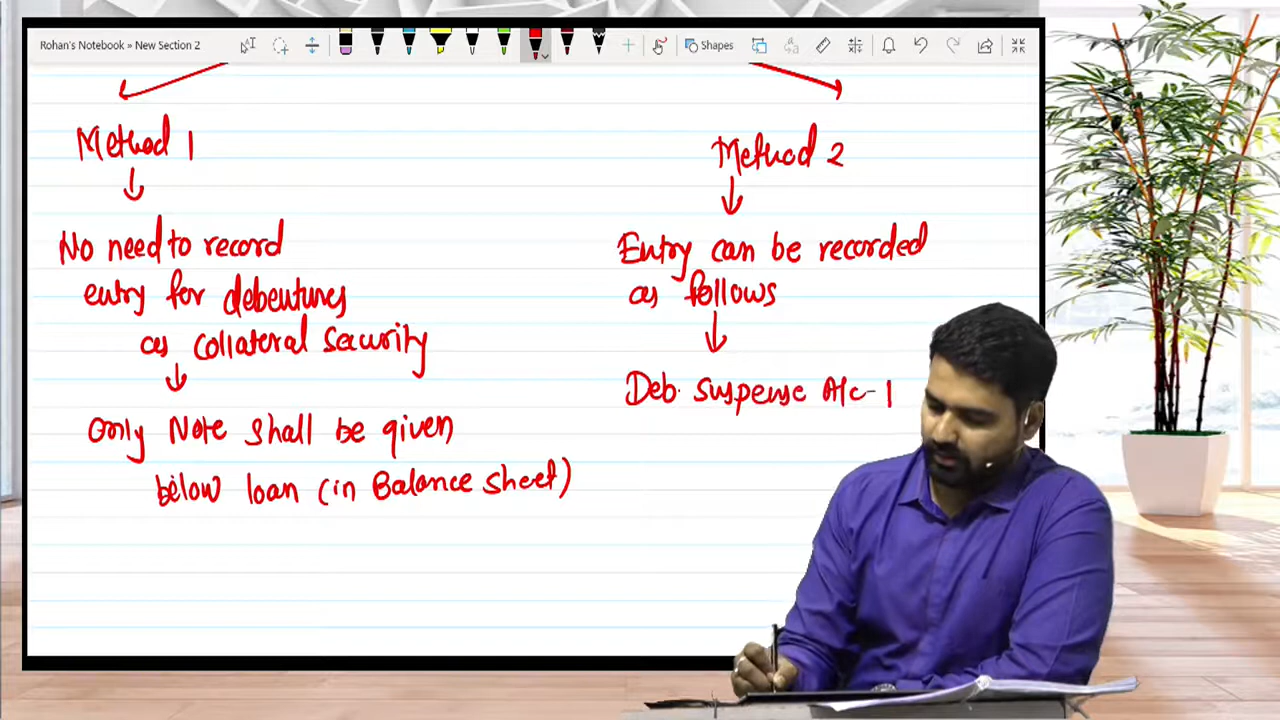 Rohan's Notebook » New Section 2
Shapes
Method 1
No need to record
entry for debentures
as collateral security
Only Note shall be given
below loan (in Balance sheet)
Method 2
Entry can be recorded
as follows
Deb. Suspense A/c - 1